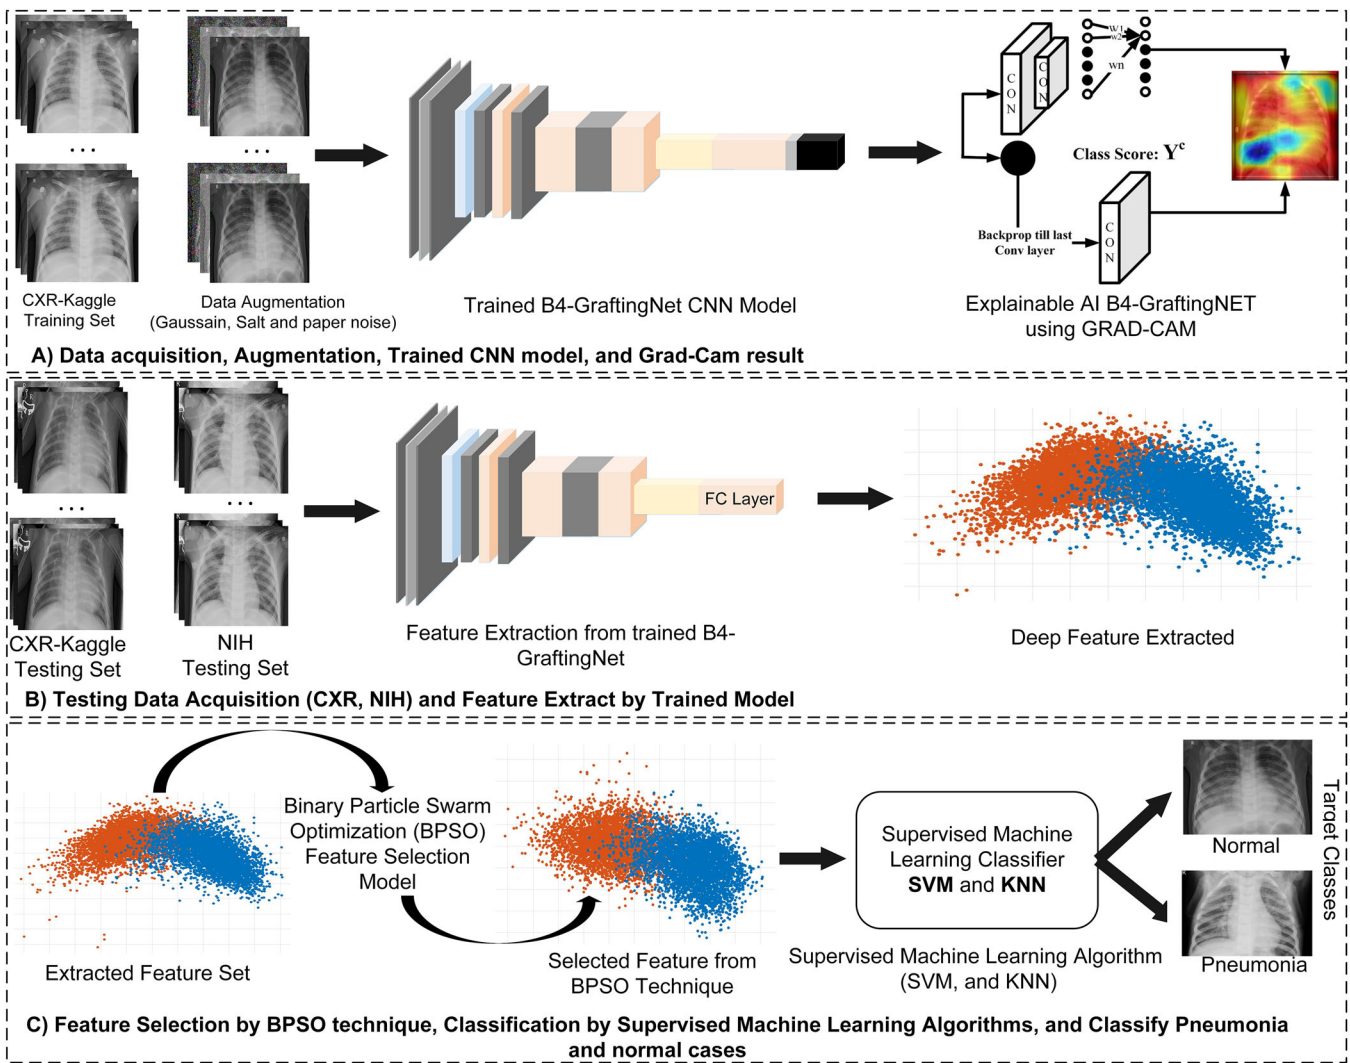 CXR-Kaggle
Training Set
Data Augmentation
(Gaussain, Salt and paper noise)
Trained B4-GraftingNet CNN Model
CON
CON
W1
w2
wn
Class Score: Yᶜ
Backprop till last
Conv layer
CON
Explainable AI B4-GraftingNET
using GRAD-CAM
A) Data acquisition, Augmentation, Trained CNN model, and Grad-Cam result
CXR-Kaggle
Testing Set
NIH
Testing Set
FC Layer
Feature Extraction from trained B4-
GraftingNet
Deep Feature Extracted
B) Testing Data Acquisition (CXR, NIH) and Feature Extract by Trained Model
Extracted Feature Set
Binary Particle Swarm
Optimization (BPSO)
Feature Selection
Model
Selected Feature from
BPSO Technique
Supervised Machine
Learning Classifier
SVM and KNN
Supervised Machine Learning Algorithm
(SVM, and KNN)
Normal
Pneumonia
Target Classes
C) Feature Selection by BPSO technique, Classification by Supervised Machine Learning Algorithms, and Classify Pneumonia
and normal cases